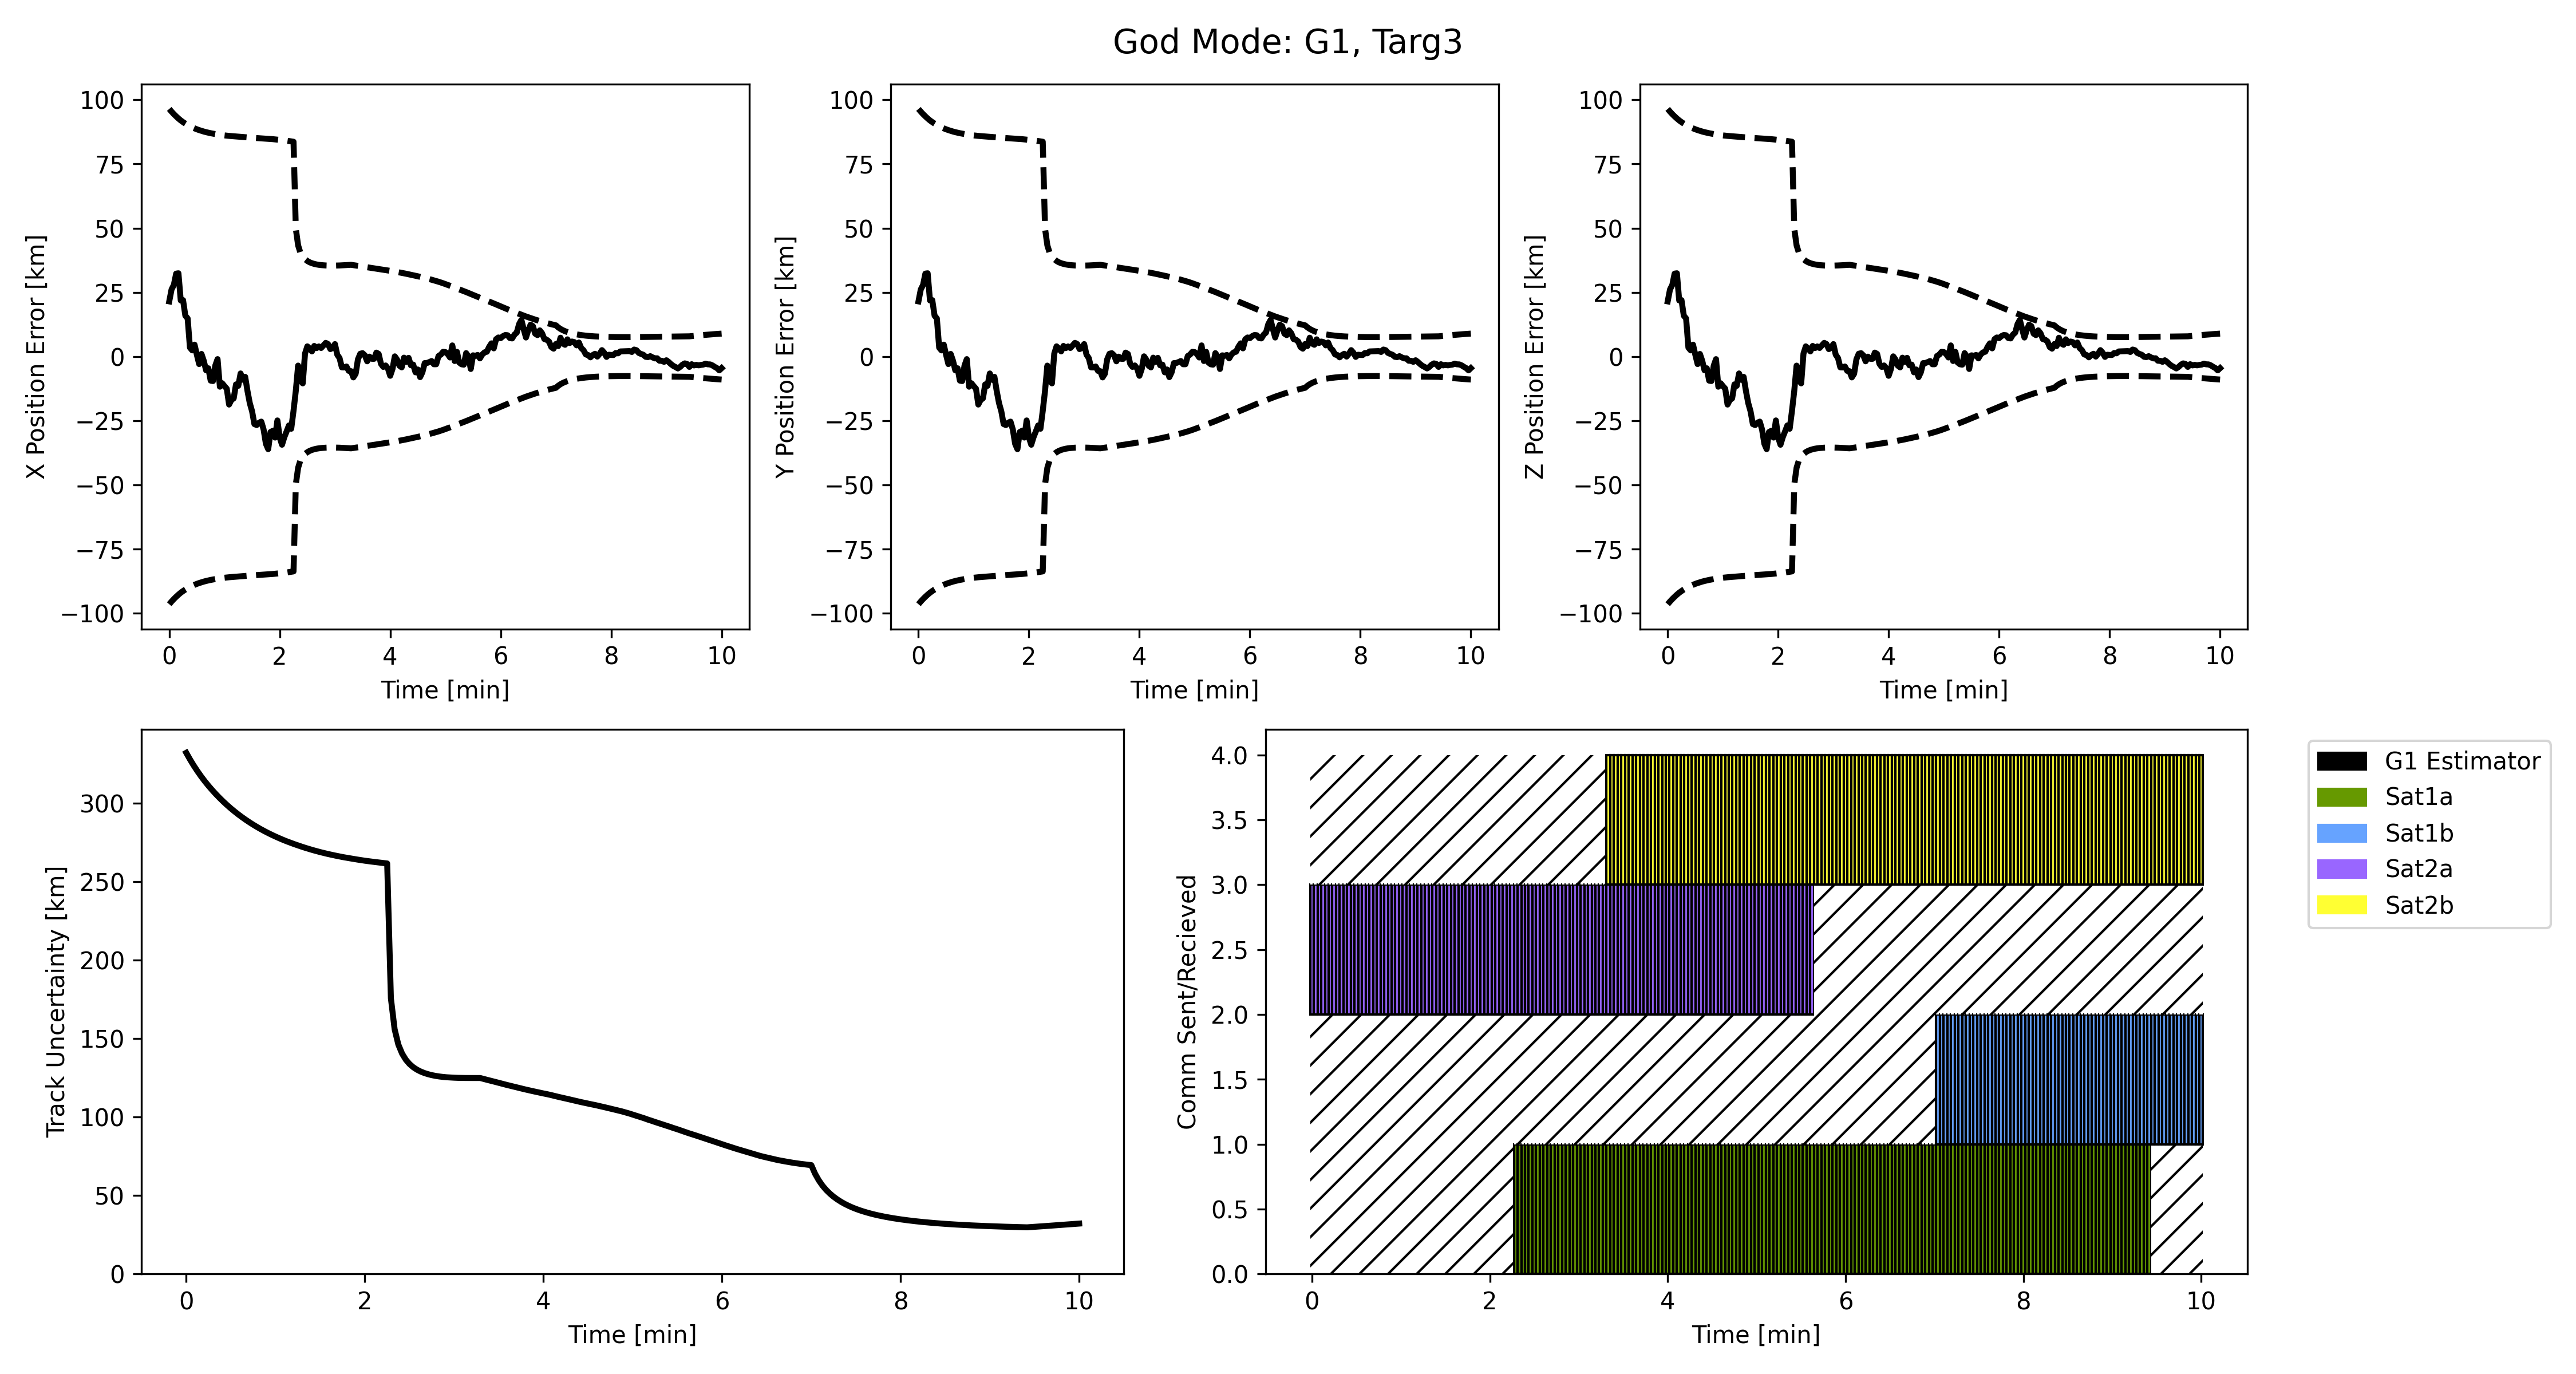 God Mode: G1, Targ3
X Position Error [km]
100
75
50
25
0
−25
−50
−75
−100
0 2 4 6 8 10
Time [min]
Y Position Error [km]
100
75
50
25
0
−25
−50
−75
−100
0 2 4 6 8 10
Time [min]
Z Position Error [km]
100
75
50
25
0
−25
−50
−75
−100
0 2 4 6 8 10
Time [min]
Track Uncertainty [km]
300
250
200
150
100
50
0
0 2 4 6 8 10
Time [min]
Comm Sent/Recieved
4.0
3.5
3.0
2.5
2.0
1.5
1.0
0.5
0.0
0 2 4 6 8 10
Time [min]
G1 Estimator
Sat1a
Sat1b
Sat2a
Sat2b